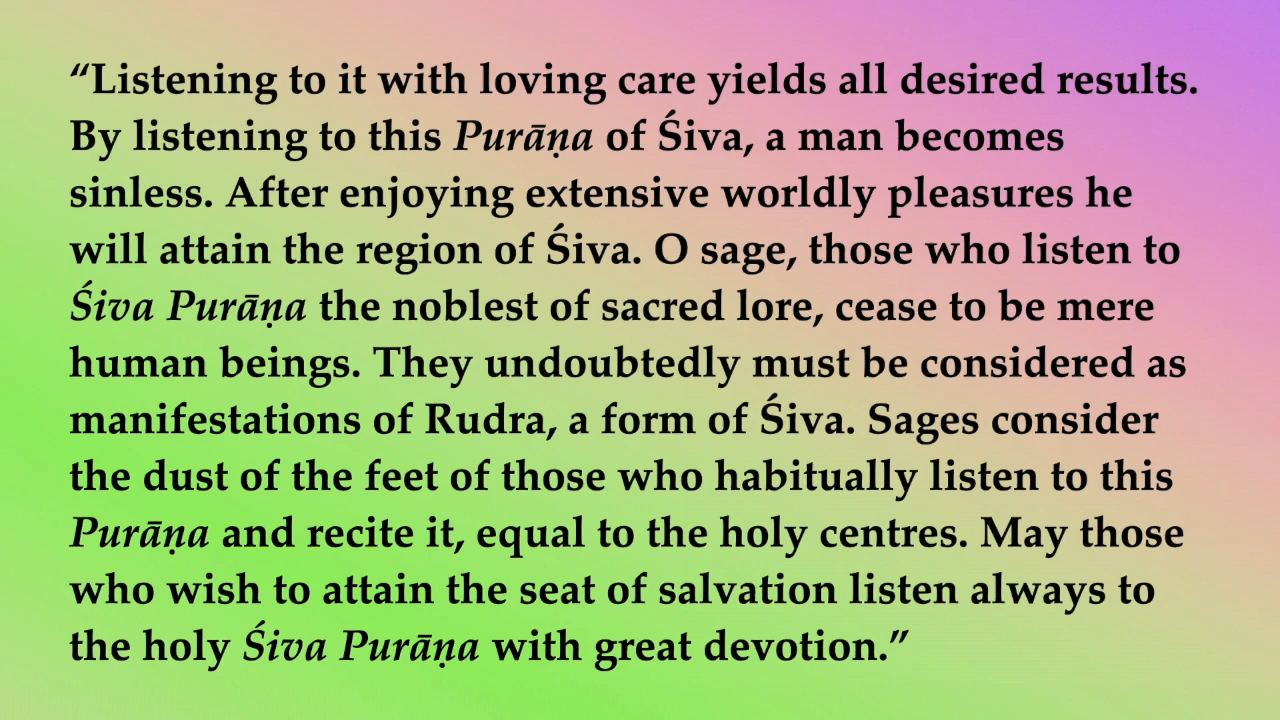 “Listening to it with loving care yields all desired results.
By listening to this Purāṇa of Śiva, a man becomes
sinless. After enjoying extensive worldly pleasures he
will attain the region of Śiva. O sage, those who listen to
Śiva Purāṇa the noblest of sacred lore, cease to be mere
human beings. They undoubtedly must be considered as
manifestations of Rudra, a form of Śiva. Sages consider
the dust of the feet of those who habitually listen to this
Purāṇa and recite it, equal to the holy centres. May those
who wish to attain the seat of salvation listen always to
the holy Śiva Purāṇa with great devotion.”